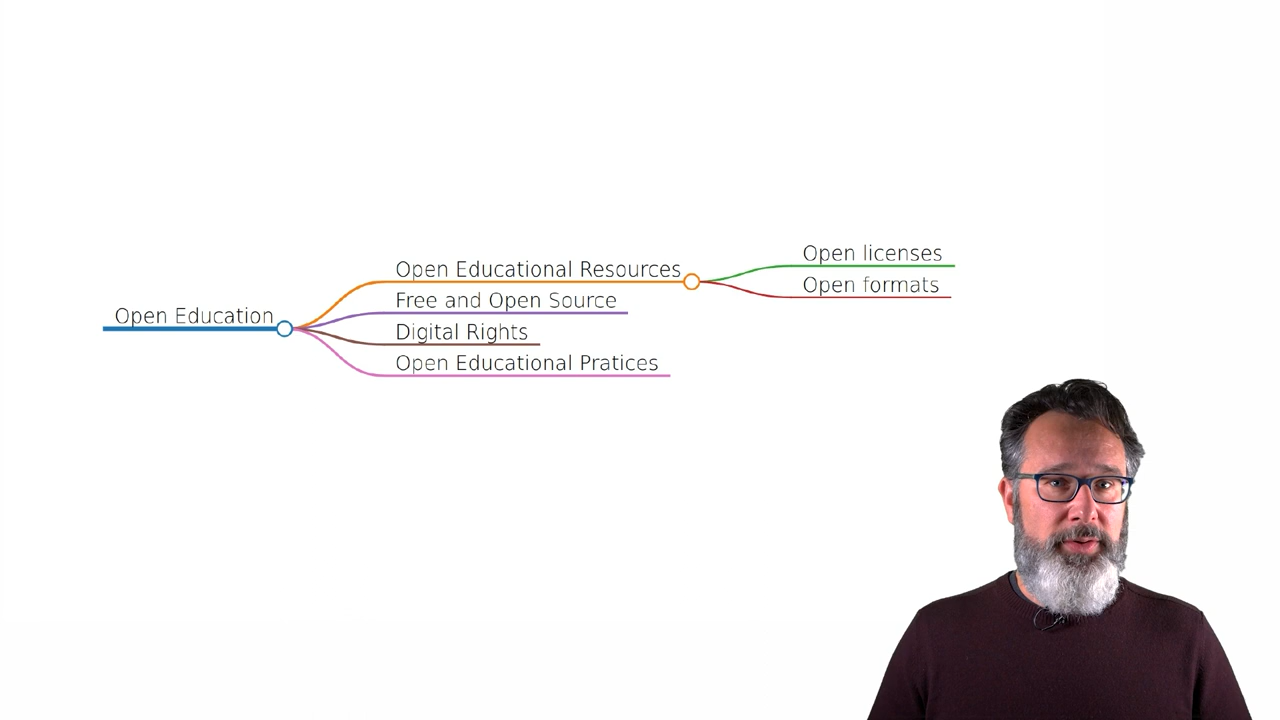 Open Education
Open Educational Resources
Free and Open Source
Digital Rights
Open Educational Pratices
Open licenses
Open formats